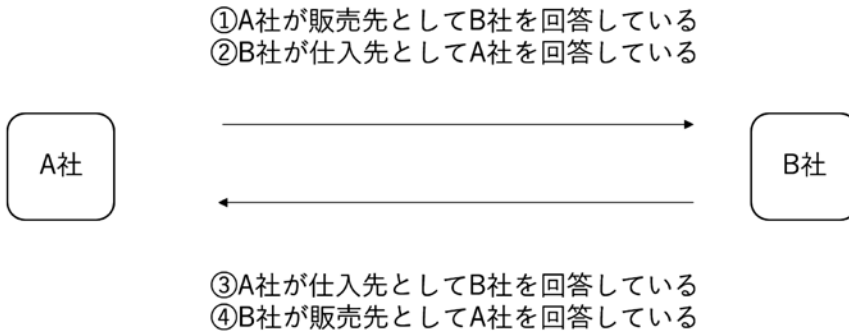 ①A社が販売先としてB社を回答している
②B社が仕入先としてA社を回答している
A社
B社
③A社が仕入先としてB社を回答している
④B社が販売先としてA社を回答している